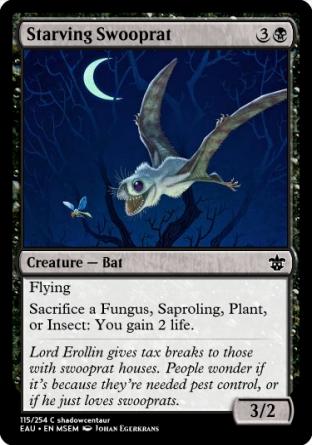 Starving Swooprat 3
Creature — Bat
Flying
Sacrifice a Fungus, Saproling, Plant,
or Insect: You gain 2 life.
Lord Erollin gives tax breaks to those
with swooprat houses. People wonder if
it's because they're needed pest control, or
if he just loves swooprats.
3/2
115/254 C shadowcentaur
EAU • EN MSEM Johan Egerkrans